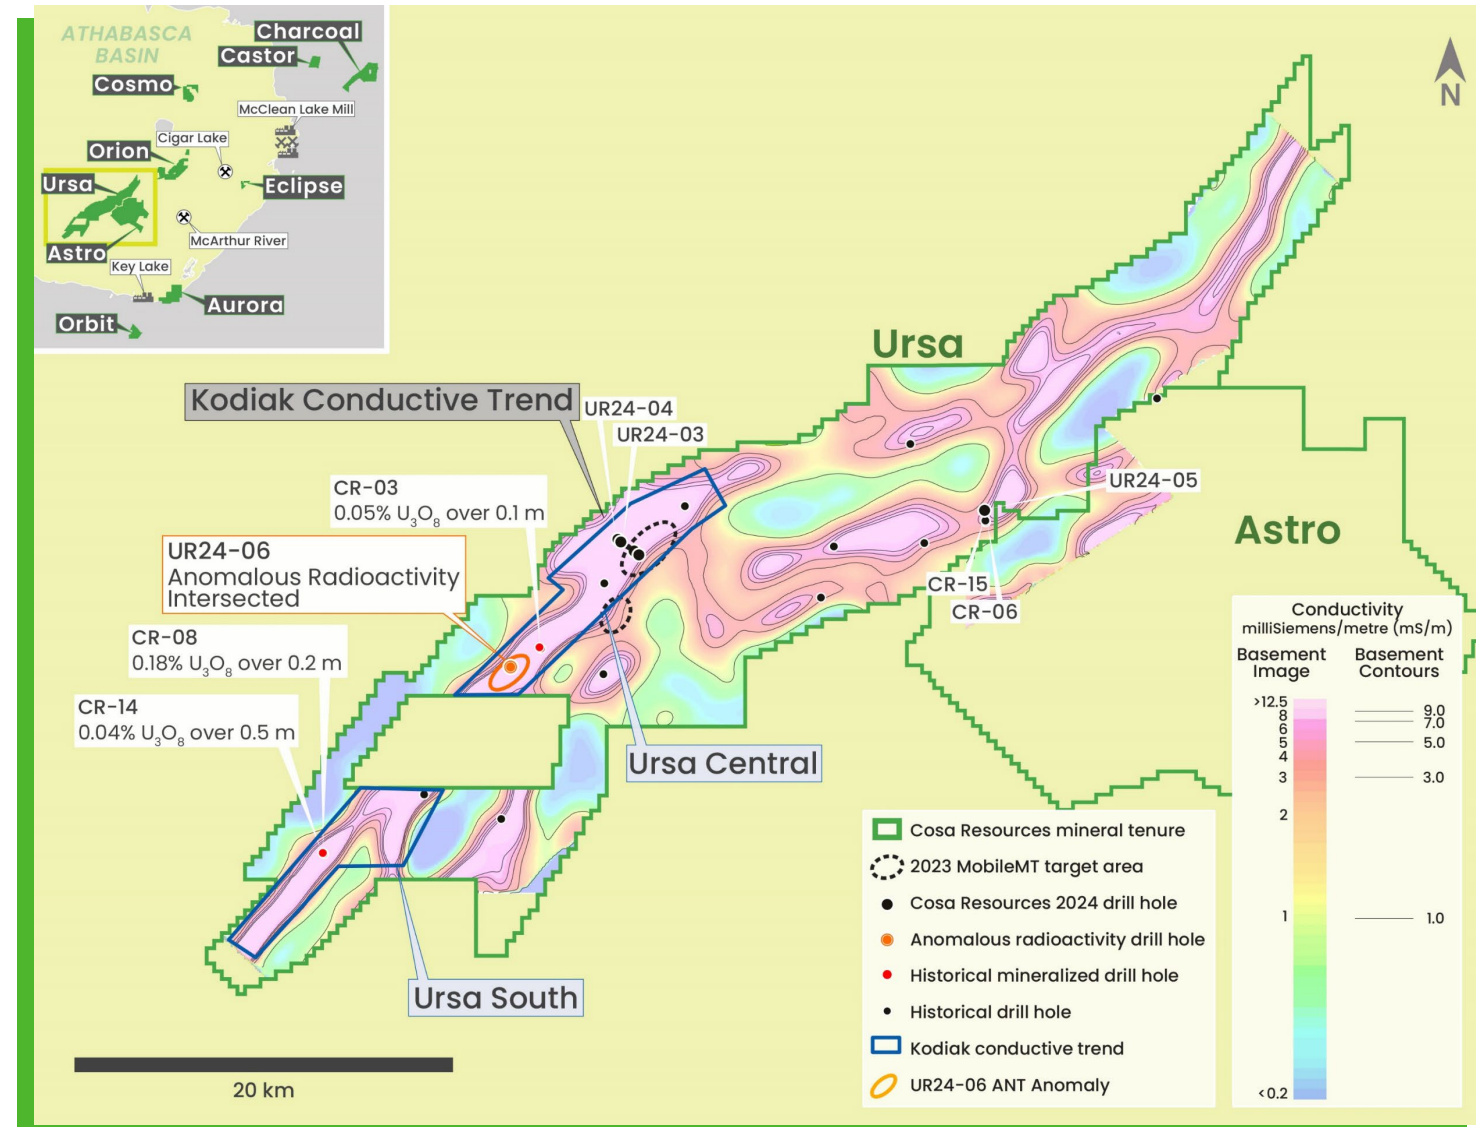 ATHABASCA
BASIN
Charcoal
Castor
Cosmo
McClean Lake Mill
Cigar Lake
Orion
Ursa
Eclipse
McArthur River
Astro
Key Lake
Aurora
Orbit
N
Ursa
Kodiak Conductive Trend
UR24-04
UR24-03
CR-03
0.05% U3O8 over 0.1 m
UR24-05
Astro
UR24-06
Anomalous Radioactivity
Intersected
CR-15
CR-06
CR-08
0.18% U3O8 over 0.2 m
CR-14
0.04% U3O8 over 0.5 m
Ursa Central
Ursa South
20 km
Cosa Resources mineral tenure
2023 MobileMT target area
Cosa Resources 2024 drill hole
Anomalous radioactivity drill hole
Historical mineralized drill hole
Historical drill hole
Kodiak conductive trend
UR24-06 ANT Anomaly
Conductivity
milliSiemens/metre (mS/m)
Basement
Image
Basement
Contours
>12.5
8
6
5
4
3
2
1
<0.2
9.0
7.0
5.0
3.0
1.0